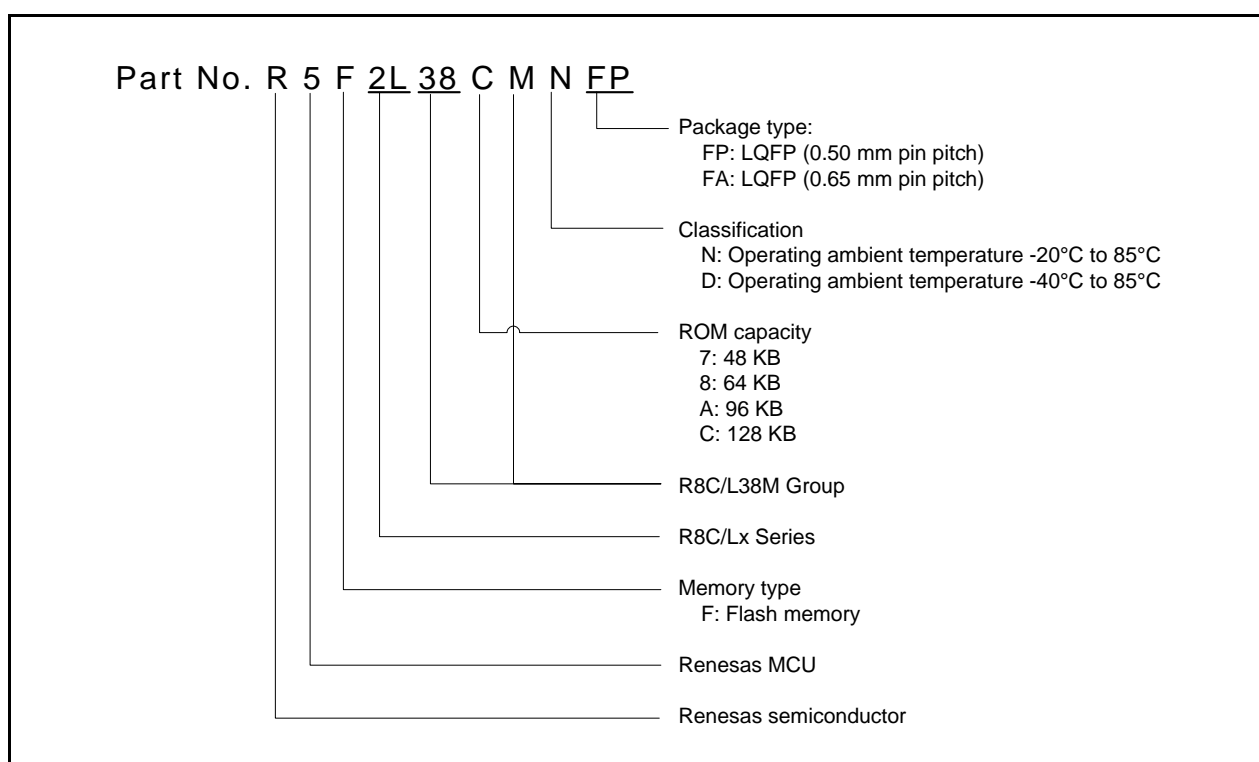 Part No. R 5 F 2L 38 C M N FP
Package type:
FP: LQFP (0.50 mm pin pitch)
FA: LQFP (0.65 mm pin pitch)
Classification
N: Operating ambient temperature -20°C to 85°C
D: Operating ambient temperature -40°C to 85°C
ROM capacity
7: 48 KB
8: 64 KB
A: 96 KB
C: 128 KB
R8C/L38M Group
R8C/Lx Series
Memory type
F: Flash memory
Renesas MCU
Renesas semiconductor